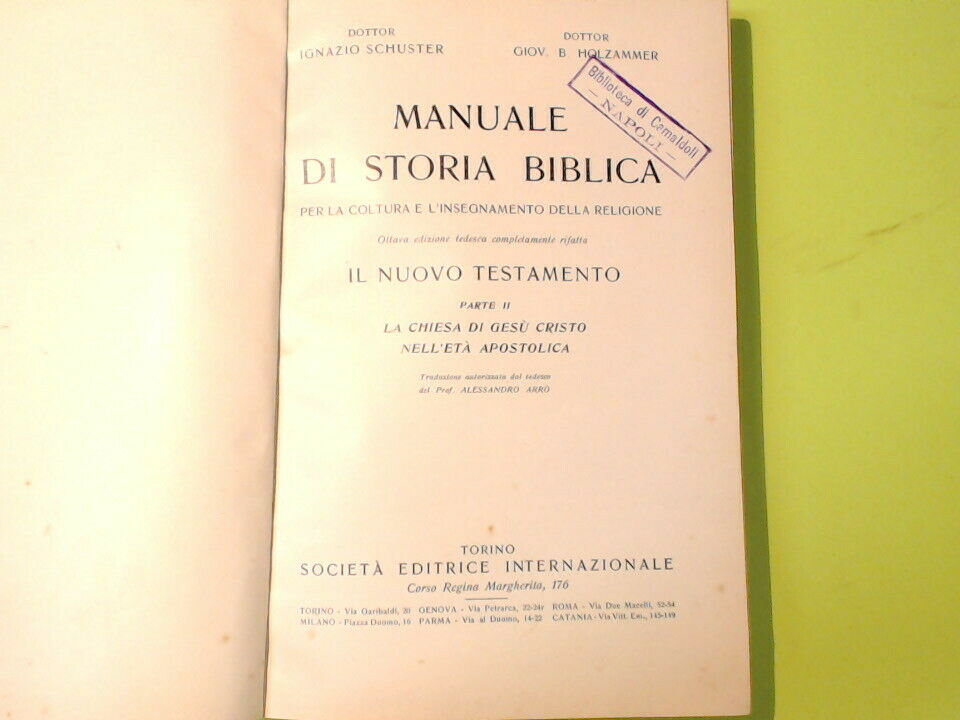 DOTTOR
IGNAZIO SCHUSTER
DOTTOR
GIOV. B. HOLZAMMER
Biblioteca di Camaldoli
— NAPOLI —
MANUALE
DI STORIA BIBLICA
PER LA COLTURA E L'INSEGNAMENTO DELLA RELIGIONE
Ottava edizione tedesca completamente rifatta
IL NUOVO TESTAMENTO
PARTE II
LA CHIESA DI GESÙ CRISTO
NELL'ETÀ APOSTOLICA
Traduzione autorizzata dal tedesco
del Prof. ALESSANDRO ARRÒ
TORINO
SOCIETÀ EDITRICE INTERNAZIONALE
Corso Regina Margherita, 176
TORINO - Via Garibaldi, 20 GENOVA - Via Petrarca, 22-24r ROMA - Via Due Macelli, 52-54
MILANO - Piazza Duomo, 16 PARMA - Via al Duomo, 14-22 CATANIA - Via Vitt. Em., 145-149